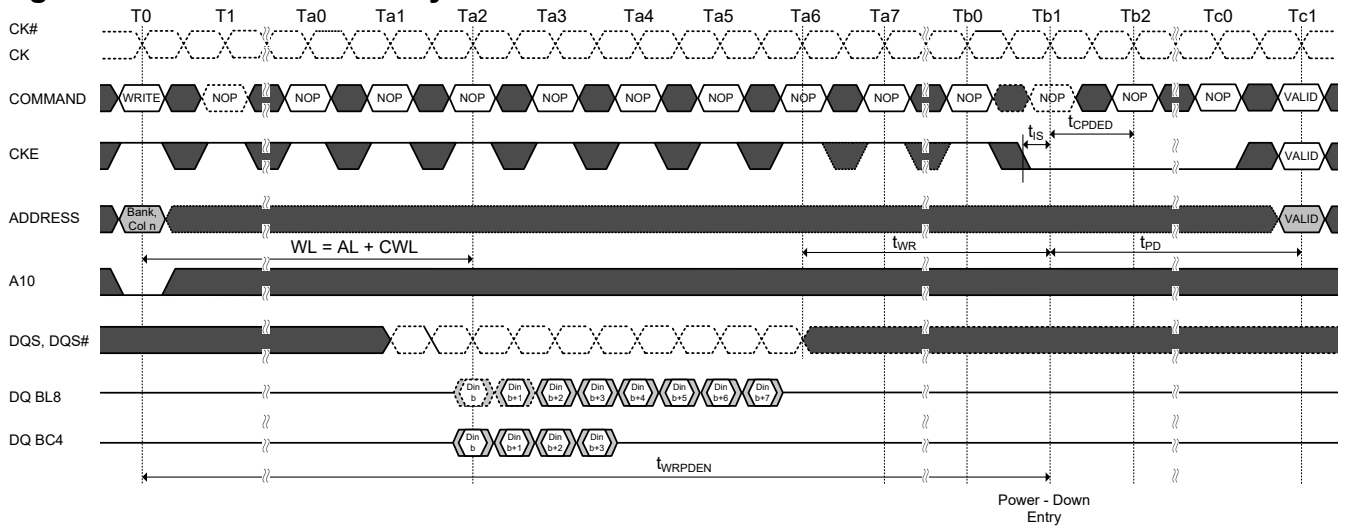 T0 T1 Ta0 Ta1 Ta2 Ta3 Ta4 Ta5 Ta6 Ta7 Tb0 Tb1 Tb2 Tc0 Tc1
CK#
CK
COMMAND WRITE NOP NOP NOP NOP NOP NOP NOP NOP NOP NOP NOP NOP NOP VALID
tIS tCPDED
CKE VALID
ADDRESS Bank, Col n VALID
WL = AL + CWL tWR tPD
A10
DQS, DQS#
DQ BL8 Din b Din b+1 Din b+2 Din b+3 Din b+4 Din b+5 Din b+6 Din b+7
DQ BC4 Din b Din b+1 Din b+2 Din b+3
tWRPDEN
Power - Down
Entry